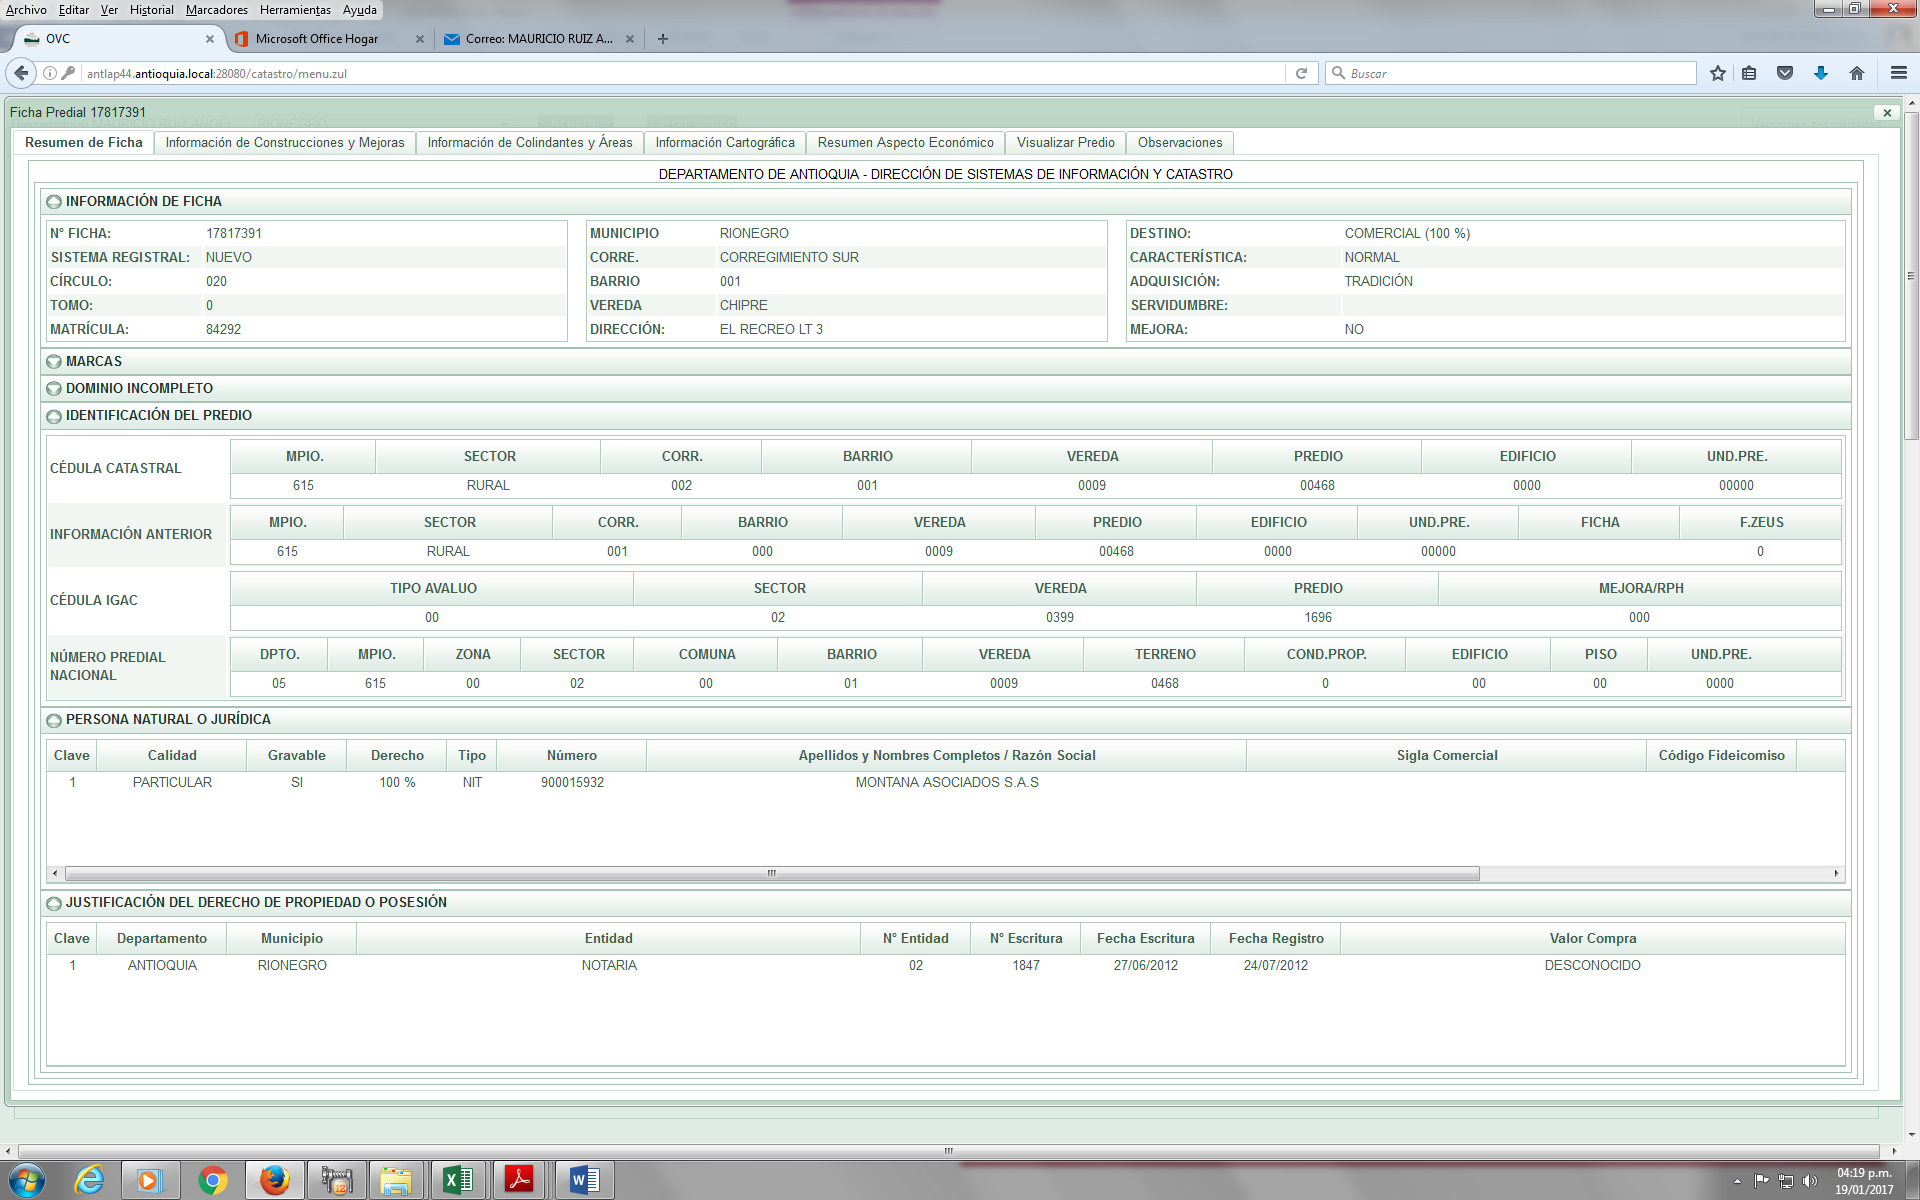 Archivo Editar Ver Historial Marcadores Herramientas Ayuda
OVC
Microsoft Office Hogar
Correo: MAURICIO RUIZ A...
antlap44.antioquia.local:28080/catastro/menu.zul
Buscar
Ficha Predial 17817391
Resumen de Ficha Información de Construcciones y Mejoras Información de Colindantes y Áreas Información Cartográfica Resumen Aspecto Económico Visualizar Predio Observaciones
DEPARTAMENTO DE ANTIOQUIA - DIRECCIÓN DE SISTEMAS DE INFORMACIÓN Y CATASTRO
INFORMACIÓN DE FICHA
N° FICHA: 17817391 MUNICIPIO RIONEGRO DESTINO: COMERCIAL (100 %)
SISTEMA REGISTRAL: NUEVO CORRE. CORREGIMIENTO SUR CARACTERÍSTICA: NORMAL
CÍRCULO: 020 BARRIO 001 ADQUISICIÓN: TRADICIÓN
TOMO: 0 VEREDA CHIPRE SERVIDUMBRE:
MATRÍCULA: 84292 DIRECCIÓN: EL RECREO LT 3 MEJORA: NO
MARCAS
DOMINIO INCOMPLETO
IDENTIFICACIÓN DEL PREDIO
CÉDULA CATASTRAL
MPIO. SECTOR CORR. BARRIO VEREDA PREDIO EDIFICIO UND.PRE.
615 RURAL 002 001 0009 00468 0000 00000
INFORMACIÓN ANTERIOR
MPIO. SECTOR CORR. BARRIO VEREDA PREDIO EDIFICIO UND.PRE. FICHA F.ZEUS
615 RURAL 001 000 0009 00468 0000 00000 0
CÉDULA IGAC
TIPO AVALUO SECTOR VEREDA PREDIO MEJORA/RPH
00 02 0399 1696 000
NÚMERO PREDIAL
NACIONAL
DPTO. MPIO. ZONA SECTOR COMUNA BARRIO VEREDA TERRENO COND.PROP. EDIFICIO PISO UND.PRE.
05 615 00 02 00 01 0009 0468 0 00 00 0000
PERSONA NATURAL O JURÍDICA
Clave Calidad Gravable Derecho Tipo Número Apellidos y Nombres Completos / Razón Social Sigla Comercial Código Fideicomiso
1 PARTICULAR SI 100 % NIT 900015932 MONTANA ASOCIADOS S.A.S
JUSTIFICACIÓN DEL DERECHO DE PROPIEDAD O POSESIÓN
Clave Departamento Municipio Entidad N° Entidad N° Escritura Fecha Escritura Fecha Registro Valor Compra
1 ANTIOQUIA RIONEGRO NOTARIA 02 1847 27/06/2012 24/07/2012 DESCONOCIDO
04:19 p.m.
19/01/2017